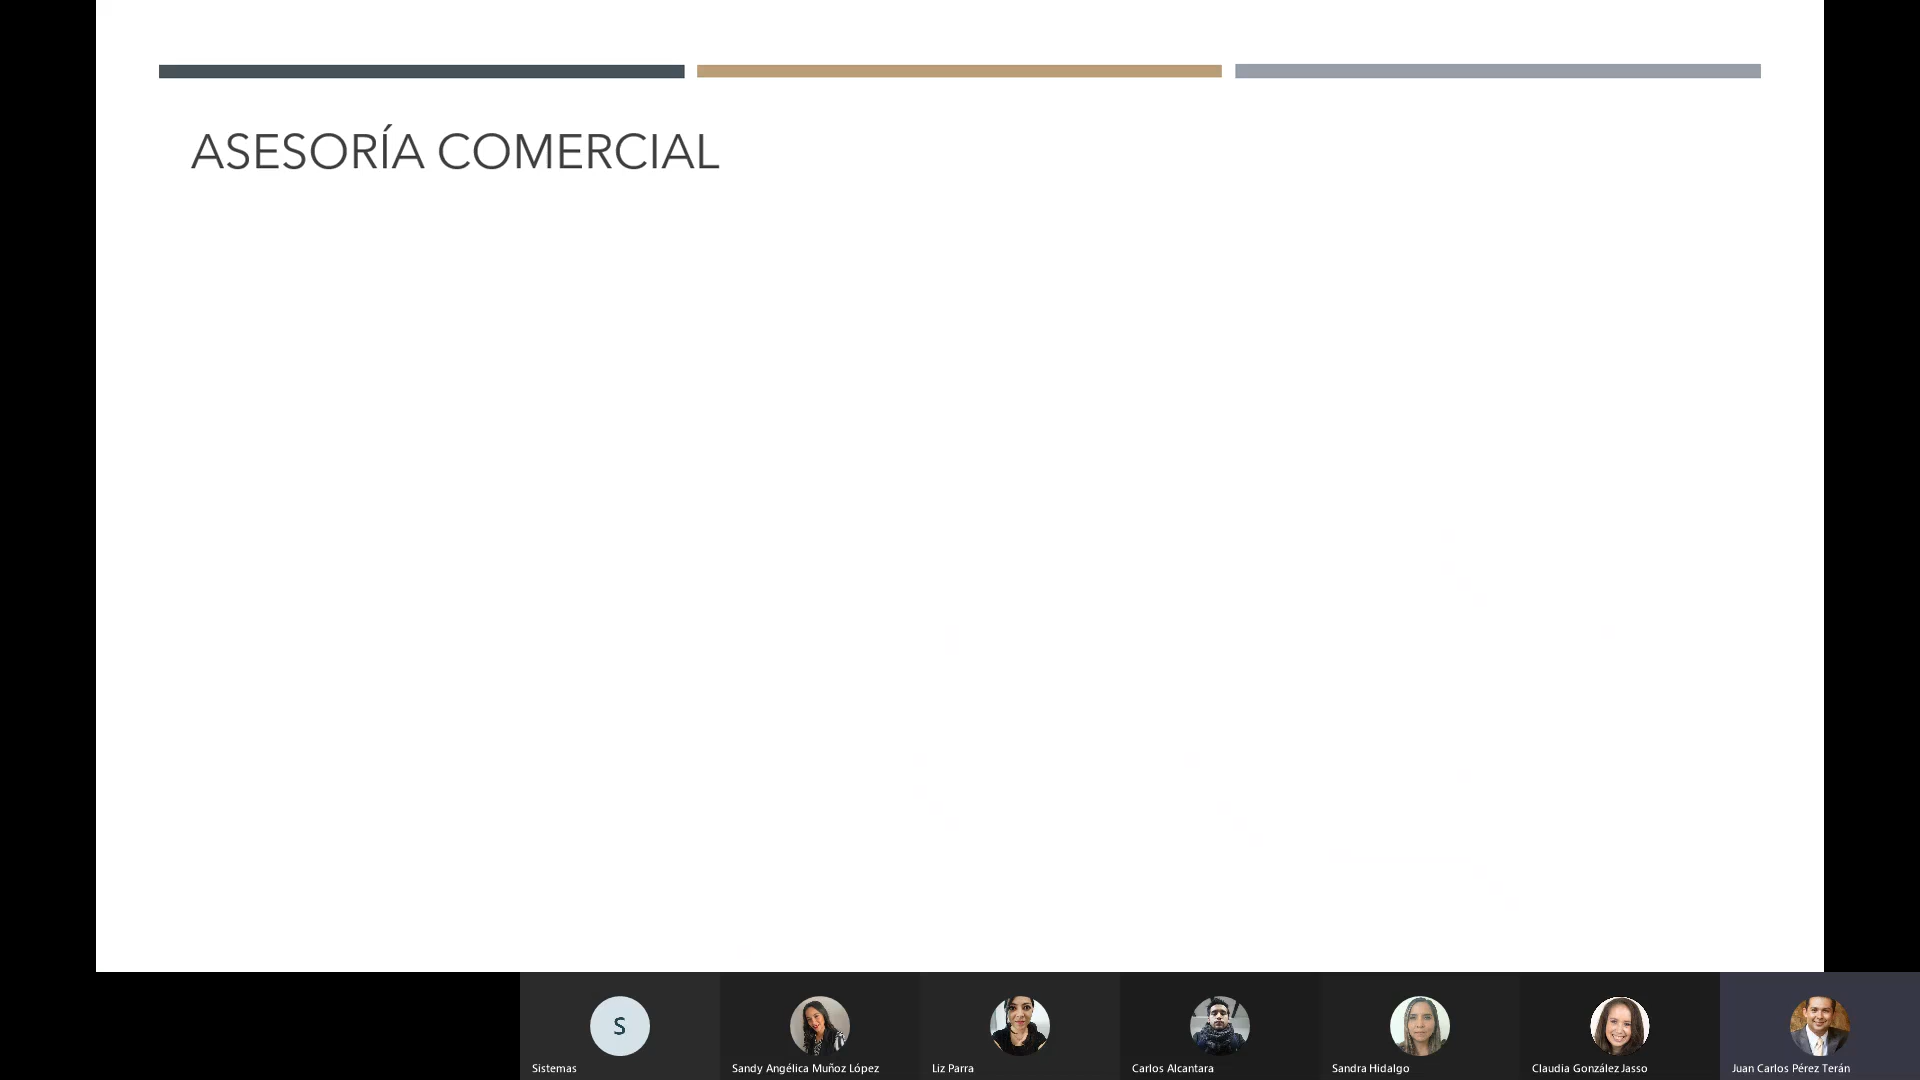 ASESORÍA COMERCIAL
S
Sistemas
Sandy Angélica Muñoz López
Liz Parra
Carlos Alcantara
Sandra Hidalgo
Claudia González Jasso
Juan Carlos Pérez Terán